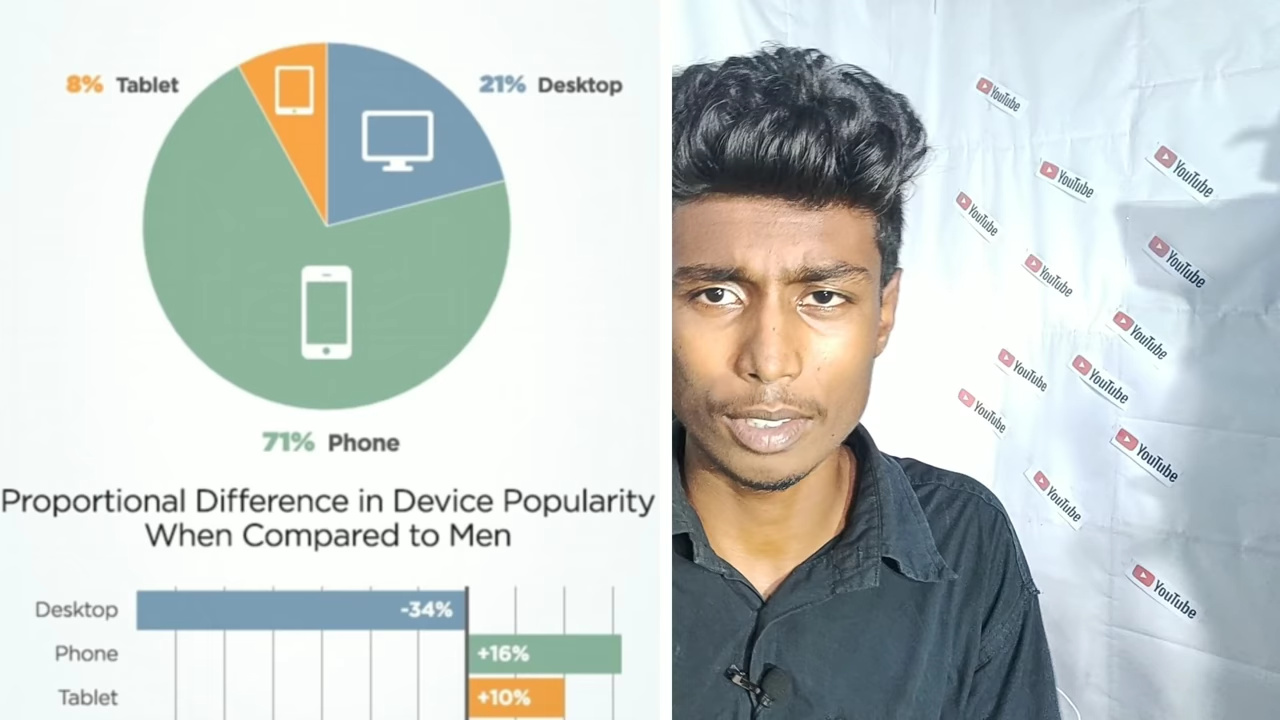 8% Tablet
21% Desktop
71% Phone
Proportional Difference in Device Popularity
When Compared to Men
Desktop -34%
Phone +16%
Tablet +10%
YouTube
YouTube
YouTube
YouTube
YouTube
YouTube
YouTube
YouTube
YouTube
YouTube
YouTube
YouTube
YouTube